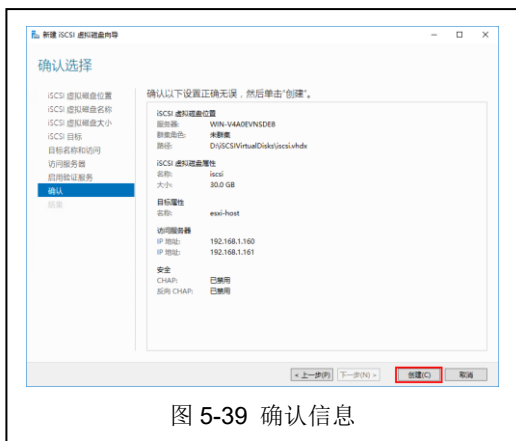 新建 iSCSI 虚拟磁盘向导
确认选择
iSCSI 虚拟磁盘位置
iSCSI 虚拟磁盘名称
iSCSI 虚拟磁盘大小
iSCSI 目标
目标名称和访问
访问服务器
启用验证服务
确认
结果
确认以下设置正确无误，然后单击"创建"。
iSCSI 虚拟磁盘位置
服务器: WIN-V4A0EVNSDE8
群集角色: 未群集
路径: D:\iSCSIVirtualDisks\iscsi.vhdx
iSCSI 虚拟磁盘属性
名称: iscsi
大小: 30.0 GB
目标属性
名称: esxi-host
访问服务器
IP 地址: 192.168.1.160
IP 地址: 192.168.1.161
安全
CHAP: 已禁用
反向 CHAP: 已禁用
< 上一步(P) 下一步(N) > 创建(C) 取消
图 5-39 确认信息